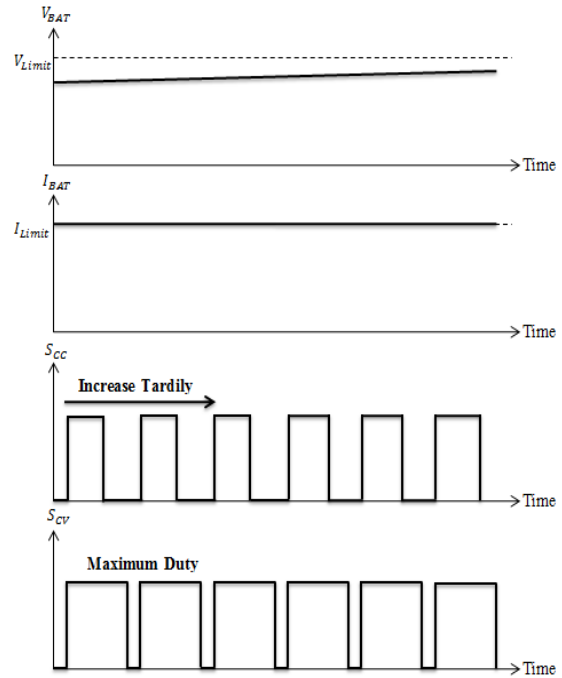 V_BAT
V_Limit
Time
I_BAT
I_Limit
Time
S_CC
Increase Tardily
Time
S_CV
Maximum Duty
Time